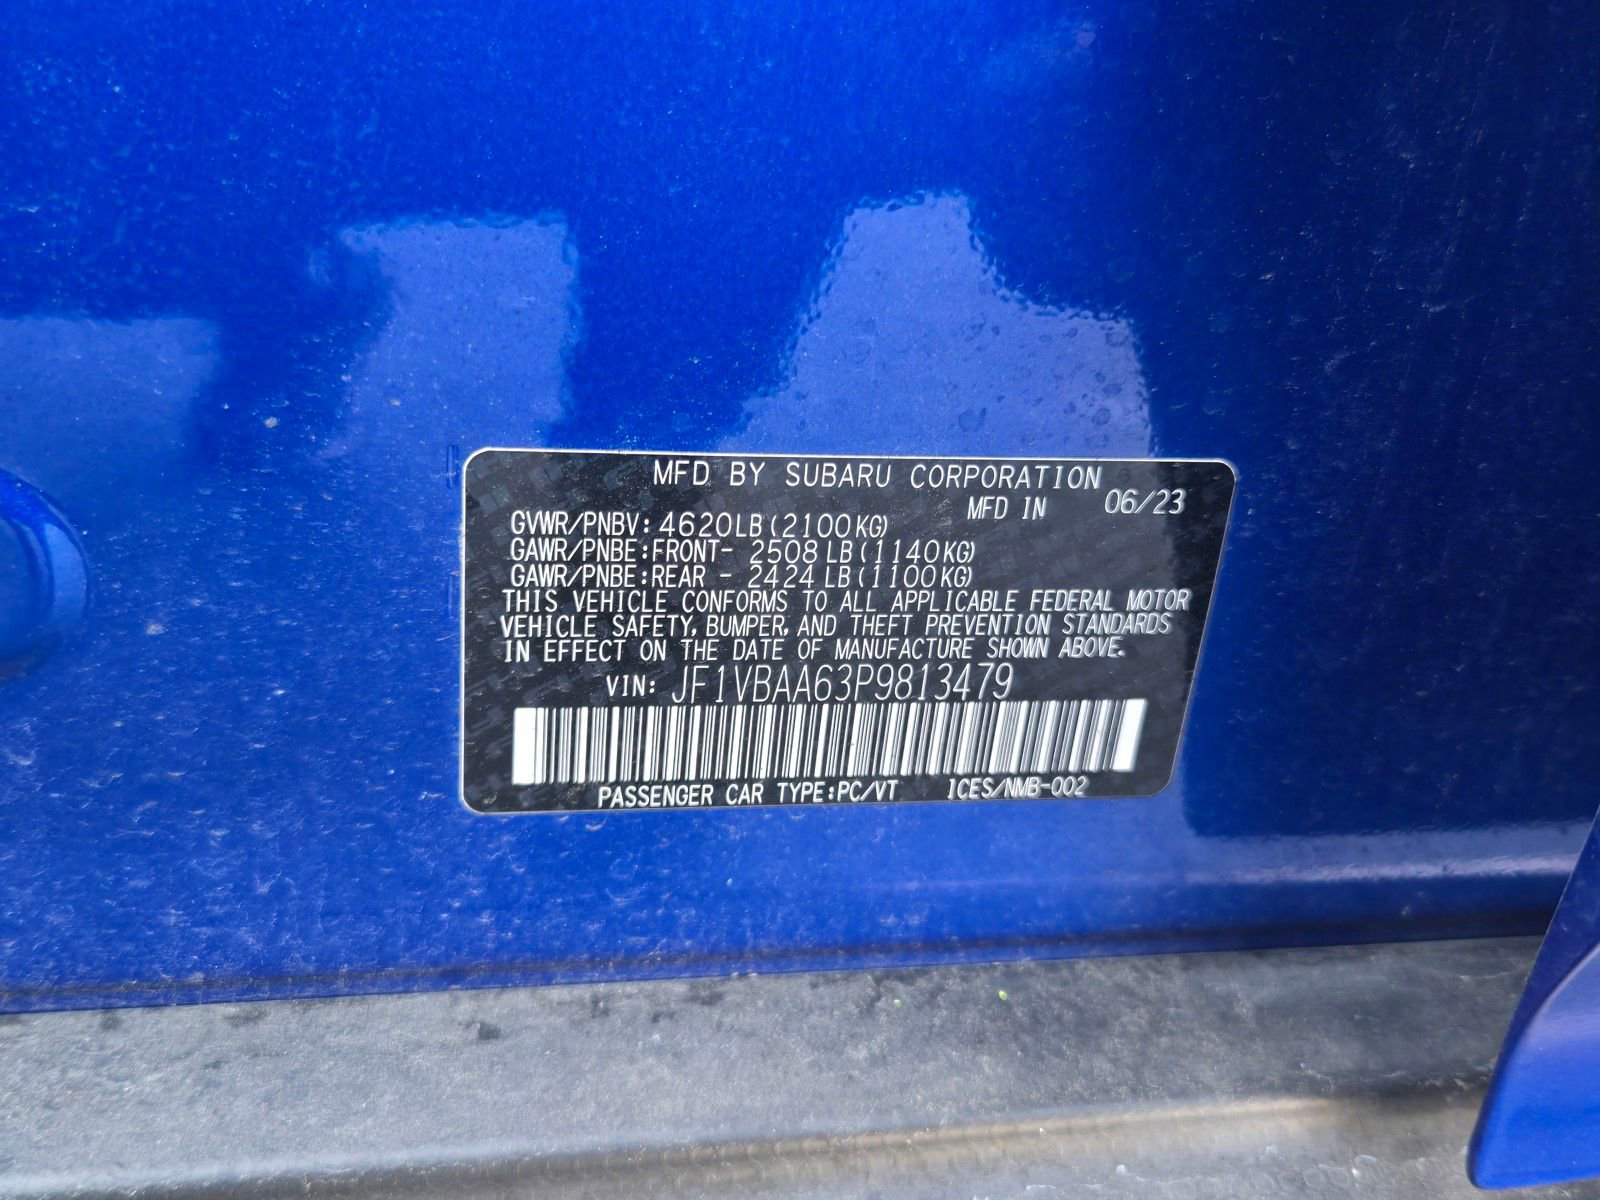 MFD BY SUBARU CORPORATION
MFD IN 06/23
GVWR/PNBV: 4620LB(2100KG)
GAWR/PNBE:FRONT- 2508 LB(1140KG)
GAWR/PNBE:REAR - 2424 LB(1100KG)
THIS VEHICLE CONFORMS TO ALL APPLICABLE FEDERAL MOTOR
VEHICLE SAFETY, BUMPER, AND THEFT PREVENTION STANDARDS
IN EFFECT ON THE DATE OF MANUFACTURE SHOWN ABOVE.
VIN: JF1VBAA63P9813479
PASSENGER CAR TYPE:PC/VT ICES/NMB-002